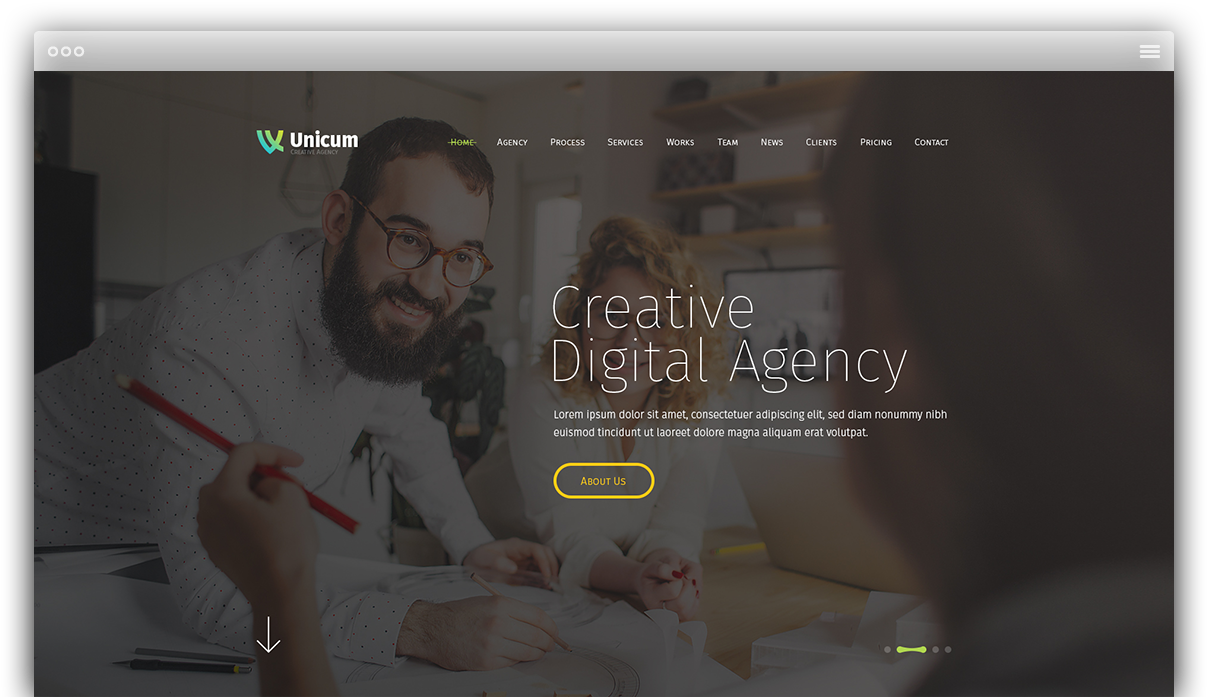 Unicum
CREATIVE AGENCY
Home
Agency
Process
Services
Works
Team
News
Clients
Pricing
Contact
Creative
Digital Agency
Lorem ipsum dolor sit amet, consectetuer adipiscing elit, sed diam nonummy nibh
euismod tincidunt ut laoreet dolore magna aliquam erat volutpat.
About Us